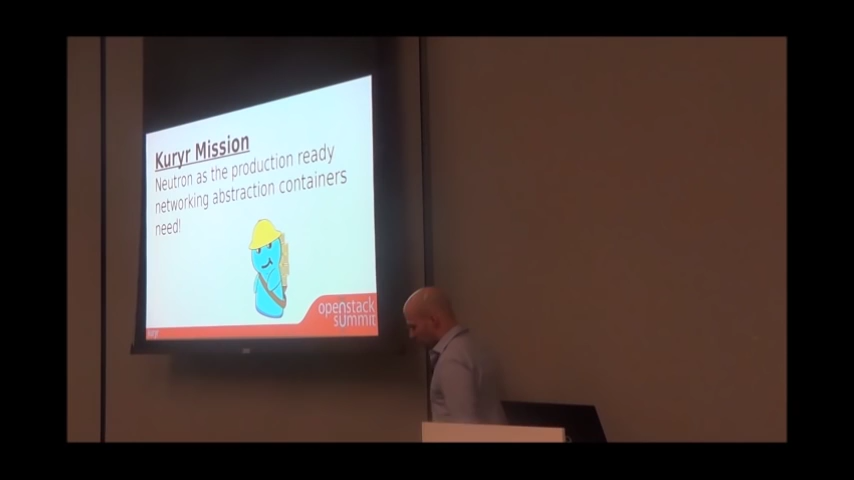 Kuryr Mission
Neutron as the production ready
networking abstraction containers
need!
openstack
summit